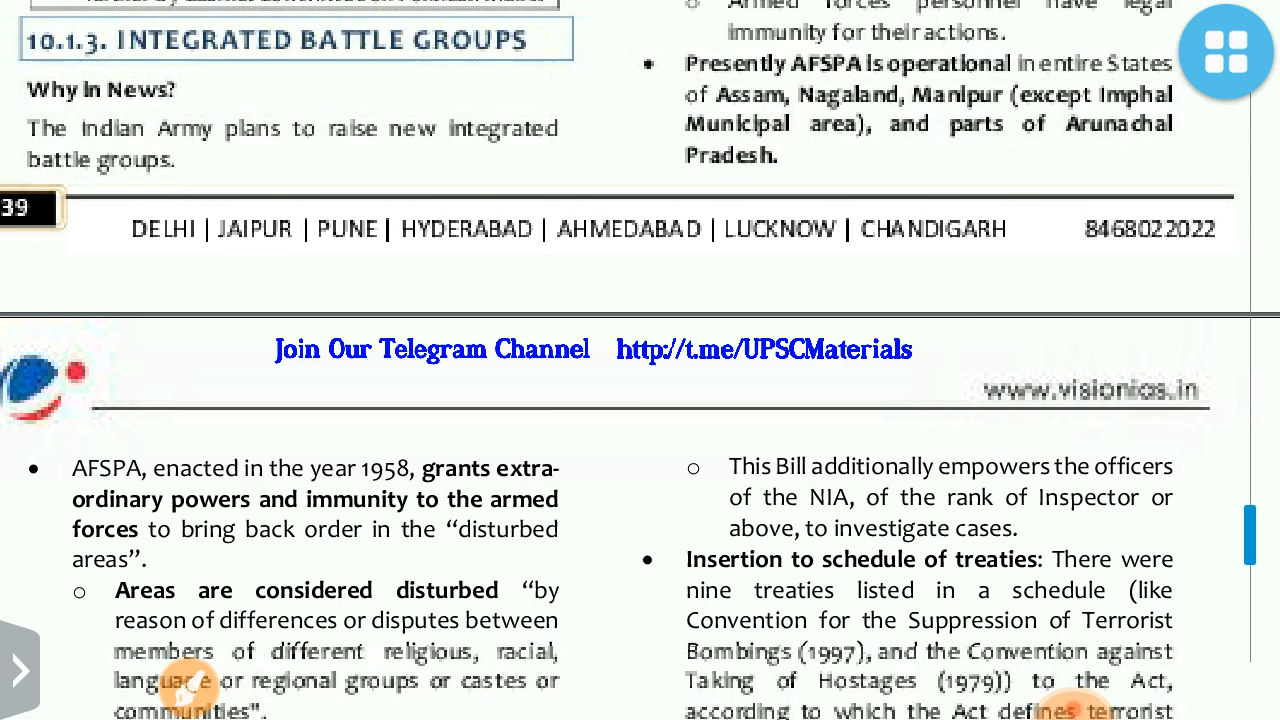 10.1.3. INTEGRATED BATTLE GROUPS
Why in News?
The Indian Army plans to raise new integrated
battle groups.
○ Armed forces personnel have legal
immunity for their actions.
• Presently AFSPA is operational in entire States
of Assam, Nagaland, Manipur (except Imphal
Municipal area), and parts of Arunachal
Pradesh.
39
DELHI | JAIPUR | PUNE | HYDERABAD | AHMEDABAD | LUCKNOW | CHANDIGARH 8468022022
Join Our Telegram Channel http://t.me/UPSCMaterials
www.visionias.in
• AFSPA, enacted in the year 1958, grants extra-
ordinary powers and immunity to the armed
forces to bring back order in the “disturbed
areas”.
○ Areas are considered disturbed “by
reason of differences or disputes between
members of different religious, racial,
language or regional groups or castes or
communities".
○ This Bill additionally empowers the officers
of the NIA, of the rank of Inspector or
above, to investigate cases.
• Insertion to schedule of treaties: There were
nine treaties listed in a schedule (like
Convention for the Suppression of Terrorist
Bombings (1997), and the Convention against
Taking of Hostages (1979)) to the Act,
according to which the Act defines terrorist